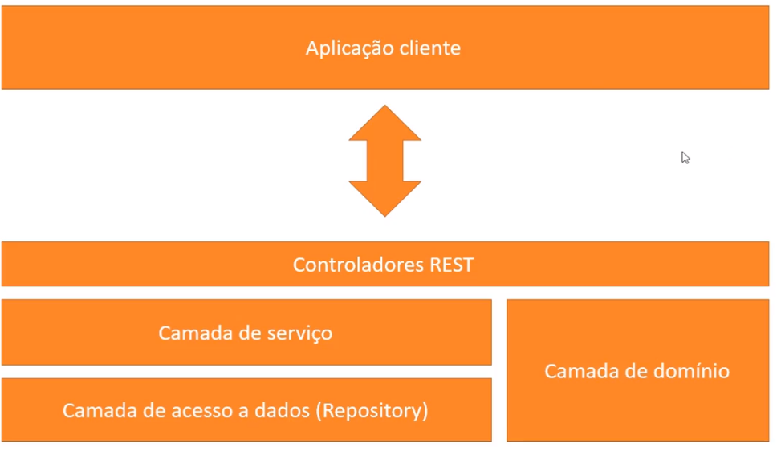 Aplicação cliente
Controladores REST
Camada de serviço
Camada de domínio
Camada de acesso a dados (Repository)